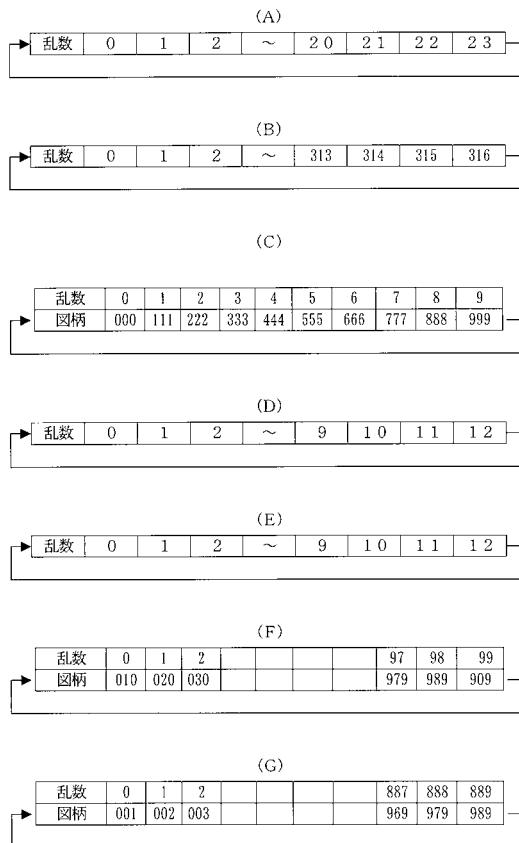 (A)
乱数 0 1 2 ～ 20 21 22 23
(B)
乱数 0 1 2 ～ 313 314 315 316
(C)
乱数 0 1 2 3 4 5 6 7 8 9
図柄 000 111 222 333 444 555 666 777 888 999
(D)
乱数 0 1 2 ～ 9 10 11 12
(E)
乱数 0 1 2 ～ 9 10 11 12
(F)
乱数 0 1 2 97 98 99
図柄 010 020 030 979 989 909
(G)
乱数 0 1 2 887 888 889
図柄 001 002 003 969 979 989